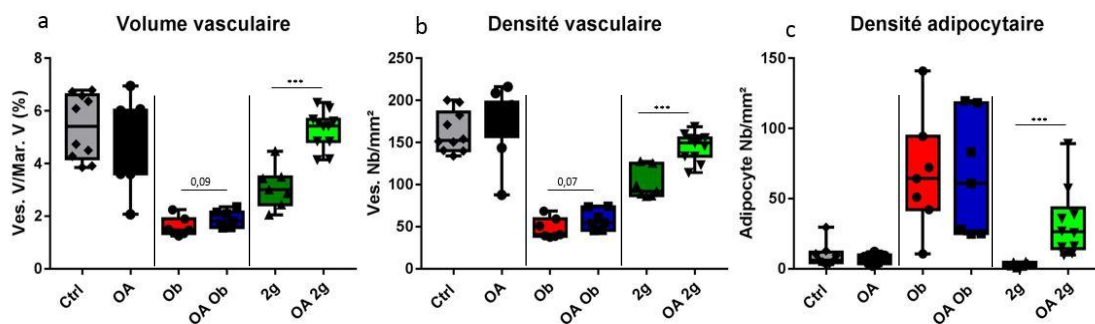 a
Volume vasculaire
Ves. V/Mar. V (%)
8
6
4
2
0
0,09
***
Ctrl
OA
Ob
OA Ob
2g
OA 2g
b
Densité vasculaire
Ves. Nb/mm²
250
200
150
100
50
0
0,07
***
Ctrl
OA
Ob
OA Ob
2g
OA 2g
c
Densité adipocytaire
Adipocyte Nb/mm²
150
100
50
0
***
Ctrl
OA
Ob
OA Ob
2g
OA 2g